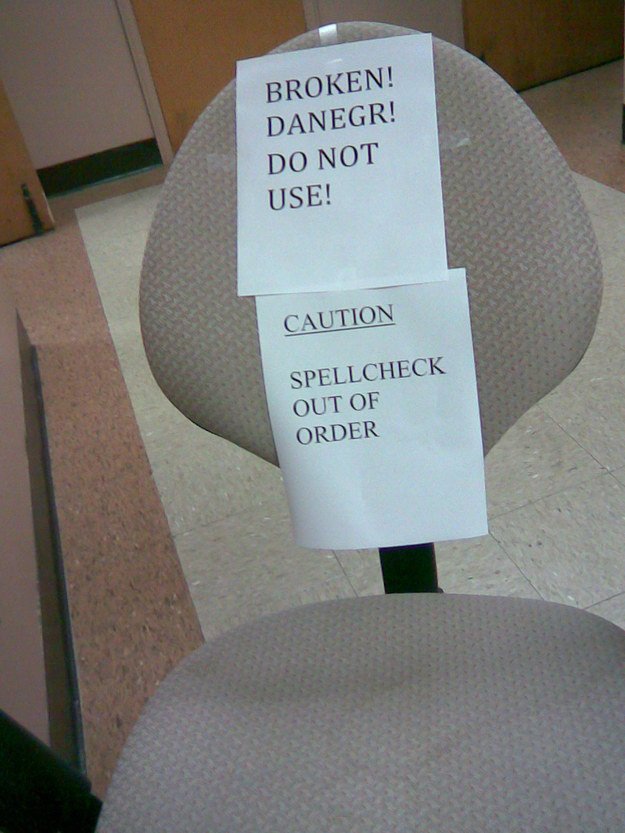 BROKEN!
DANEGR!
DO NOT
USE!
CAUTION
SPELLCHECK
OUT OF
ORDER